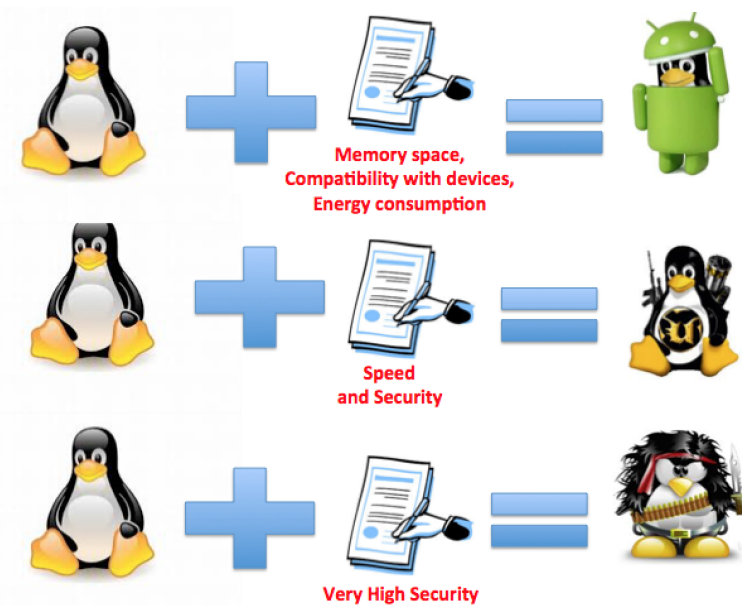 Memory space,
Compatibility with devices,
Energy consumption
Speed
and Security
Very High Security